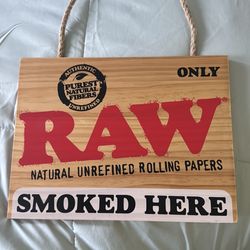 AUTHENTIC
PUREST
NATURAL
FIBERS
UNREFINED
ONLY
RAW
NATURAL UNREFINED ROLLING PAPERS
SMOKED HERE